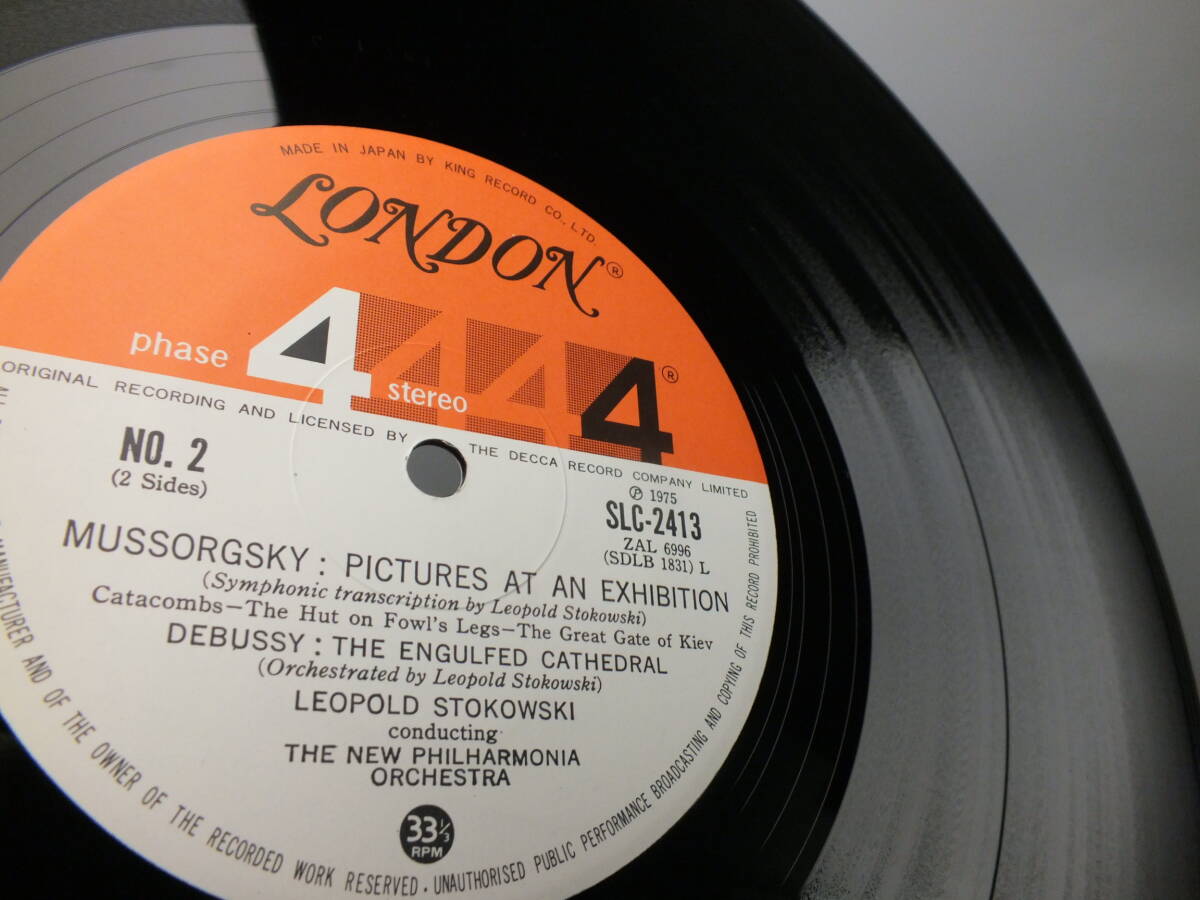 MADE IN JAPAN BY KING RECORD CO., LTD.
LONDON®
phase 4 stereo 4 4 4®
ORIGINAL RECORDING AND LICENSED BY THE DECCA RECORD COMPANY LIMITED
NO. 2
(2 Sides)
℗ 1975
SLC-2413
ZAL 6996
(SDLB 1831) L
MUSSORGSKY : PICTURES AT AN EXHIBITION
(Symphonic transcription by Leopold Stokowski)
Catacombs—The Hut on Fowl's Legs—The Great Gate of Kiev
DEBUSSY : THE ENGULFED CATHEDRAL
(Orchestrated by Leopold Stokowski)
LEOPOLD STOKOWSKI
conducting
THE NEW PHILHARMONIA
ORCHESTRA
33⅓
RPM
MANUFACTURER AND OF THE OWNER OF THE RECORDED WORK RESERVED. UNAUTHORISED PUBLIC PERFORMANCE BROADCASTING AND COPYING OF THIS RECORD PROHIBITED